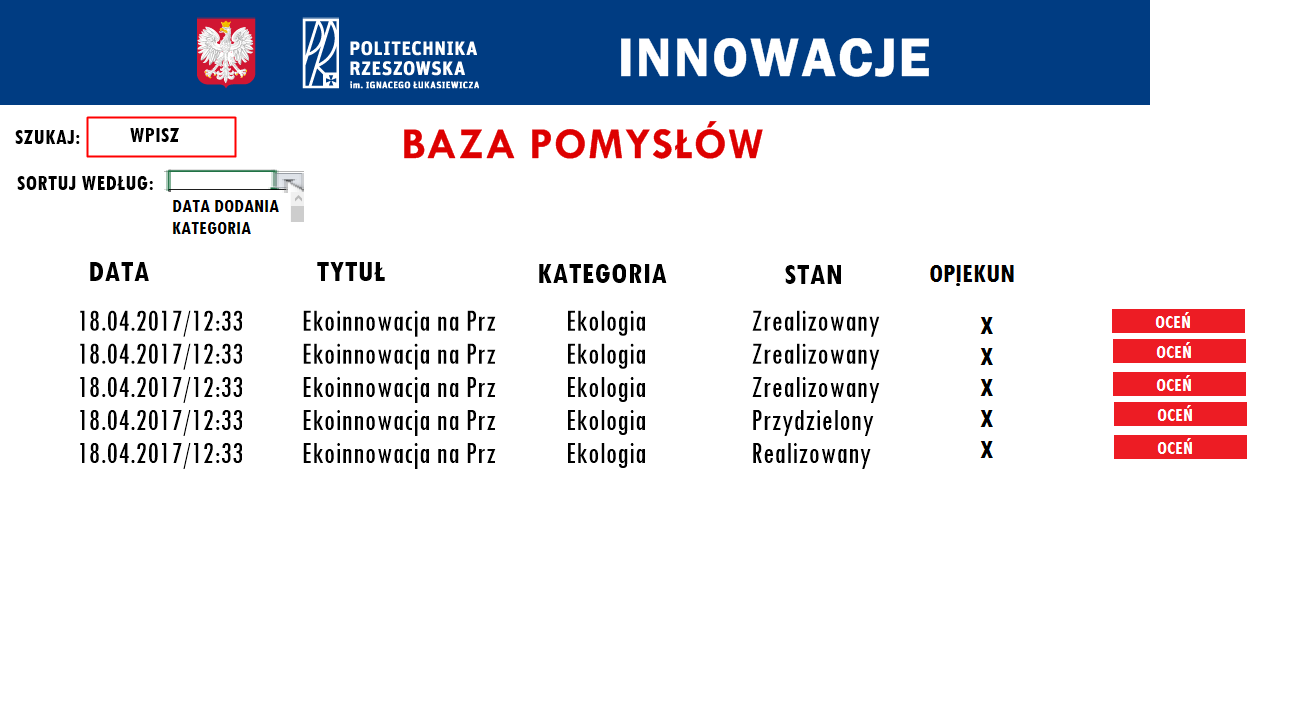 POLITECHNIKA
RZESZOWSKA
im. IGNACEGO ŁUKASIEWICZA
INNOWACJE
SZUKAJ: WPISZ
BAZA POMYSŁÓW
SORTUJ WEDŁUG:
DATA DODANIA
KATEGORIA
DATA TYTUŁ KATEGORIA STAN OPIEKUN
18.04.2017/12:33 Ekoinnowacja na Prz Ekologia Zrealizowany X OCEŃ
18.04.2017/12:33 Ekoinnowacja na Prz Ekologia Zrealizowany X OCEŃ
18.04.2017/12:33 Ekoinnowacja na Prz Ekologia Zrealizowany X OCEŃ
18.04.2017/12:33 Ekoinnowacja na Prz Ekologia Przydzielony X OCEŃ
18.04.2017/12:33 Ekoinnowacja na Prz Ekologia Realizowany X OCEŃ